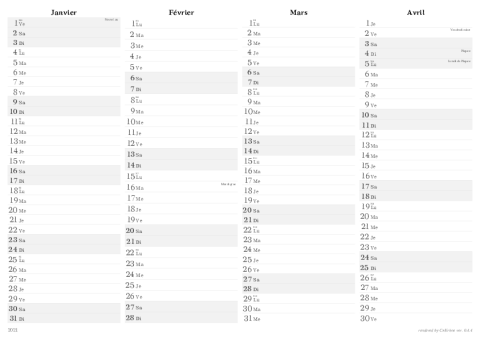 Janvier
1 Ve
2 Sa
3 Di
4 Lu
5 Ma
6 Me
7 Je
8 Ve
9 Sa
10 Di
11 Lu
12 Ma
13 Me
14 Je
15 Ve
16 Sa
17 Di
18 Lu
19 Ma
20 Me
21 Je
22 Ve
23 Sa
24 Di
25 Lu
26 Ma
27 Me
28 Je
29 Ve
30 Sa
31 Di
Février
1 Lu
2 Ma
3 Me
4 Je
5 Ve
6 Sa
7 Di
8 Lu
9 Ma
10 Me
11 Je
12 Ve
13 Sa
14 Di
15 Lu
16 Ma Mardi gras
17 Me
18 Je
19 Ve
20 Sa
21 Di
22 Lu
23 Ma
24 Me
25 Je
26 Ve
27 Sa
28 Di
Mars
1 Lu
2 Ma
3 Me
4 Je
5 Ve
6 Sa
7 Di
8 Lu
9 Ma
10 Me
11 Je
12 Ve
13 Sa
14 Di
15 Lu
16 Ma
17 Me
18 Je
19 Ve
20 Sa
21 Di
22 Lu
23 Ma
24 Me
25 Je
26 Ve
27 Sa
28 Di
29 Lu
30 Ma
31 Me
Avril
1 Je
2 Ve Vendredi saint
3 Sa
4 Di Pâques
5 Lu Lundi de Pâques
6 Ma
7 Me
8 Je
9 Ve
10 Sa
11 Di
12 Lu
13 Ma
14 Me
15 Je
16 Ve
17 Sa
18 Di
19 Lu
20 Ma
21 Me
22 Je
23 Ve
24 Sa
25 Di
26 Lu
27 Ma
28 Me
29 Je
30 Ve
2021
created by